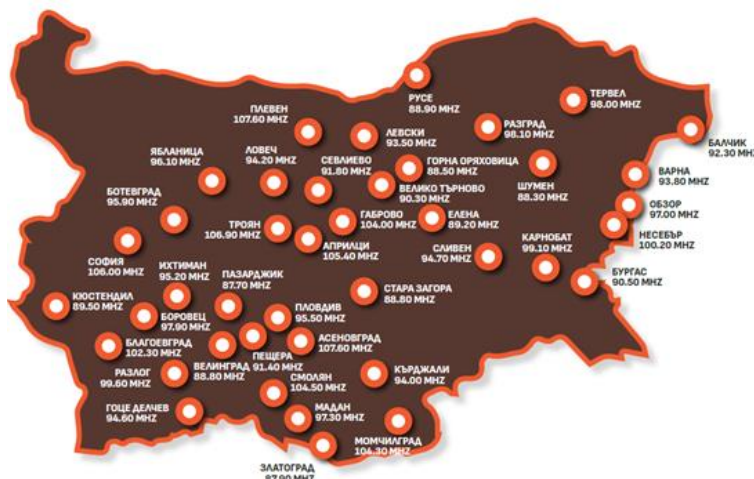 РУСЕ
88.90 MHZ
ТЕРВЕЛ
98.00 MHZ
ПЛЕВЕН
107.60 MHZ
ЛЕВСКИ
93.50 MHZ
РАЗГРАД
98.10 MHZ
БАЛЧИК
92.30 MHZ
ЯБЛАНИЦА
96.10 MHZ
ЛОВЕЧ
94.20 MHZ
СЕВЛИЕВО
91.80 MHZ
ГОРНА ОРЯХОВИЦА
88.50 MHZ
ШУМЕН
88.30 MHZ
ВАРНА
93.80 MHZ
БОТЕВГРАД
95.90 MHZ
ВЕЛИКО ТЪРНОВО
90.30 MHZ
ОБЗОР
97.00 MHZ
ТРОЯН
106.90 MHZ
ГАБРОВО
104.00 MHZ
ЕЛЕНА
89.20 MHZ
НЕСЕБЪР
100.20 MHZ
АПРИЛЦИ
105.40 MHZ
СОФИЯ
106.00 MHZ
СЛИВЕН
94.70 MHZ
КАРНОБАТ
99.10 MHZ
ИХТИМАН
95.20 MHZ
ПАЗАРДЖИК
87.70 MHZ
БУРГАС
90.50 MHZ
КЮСТЕНДИЛ
89.50 MHZ
СТАРА ЗАГОРА
88.80 MHZ
БОРОВЕЦ
97.90 MHZ
ПЛОВДИВ
95.50 MHZ
БЛАГОЕВГРАД
102.30 MHZ
АСЕНОВГРАД
107.60 MHZ
ПЕЩЕРА
91.40 MHZ
РАЗЛОГ
99.60 MHZ
ВЕЛИНГРАД
88.80 MHZ
КЪРДЖАЛИ
94.00 MHZ
СМОЛЯН
104.50 MHZ
ГОЦЕ ДЕЛЧЕВ
94.60 MHZ
МАДАН
97.30 MHZ
МОМЧИЛГРАД
104.30 MHZ
ЗЛАТОГРАД
87.90 MHZ